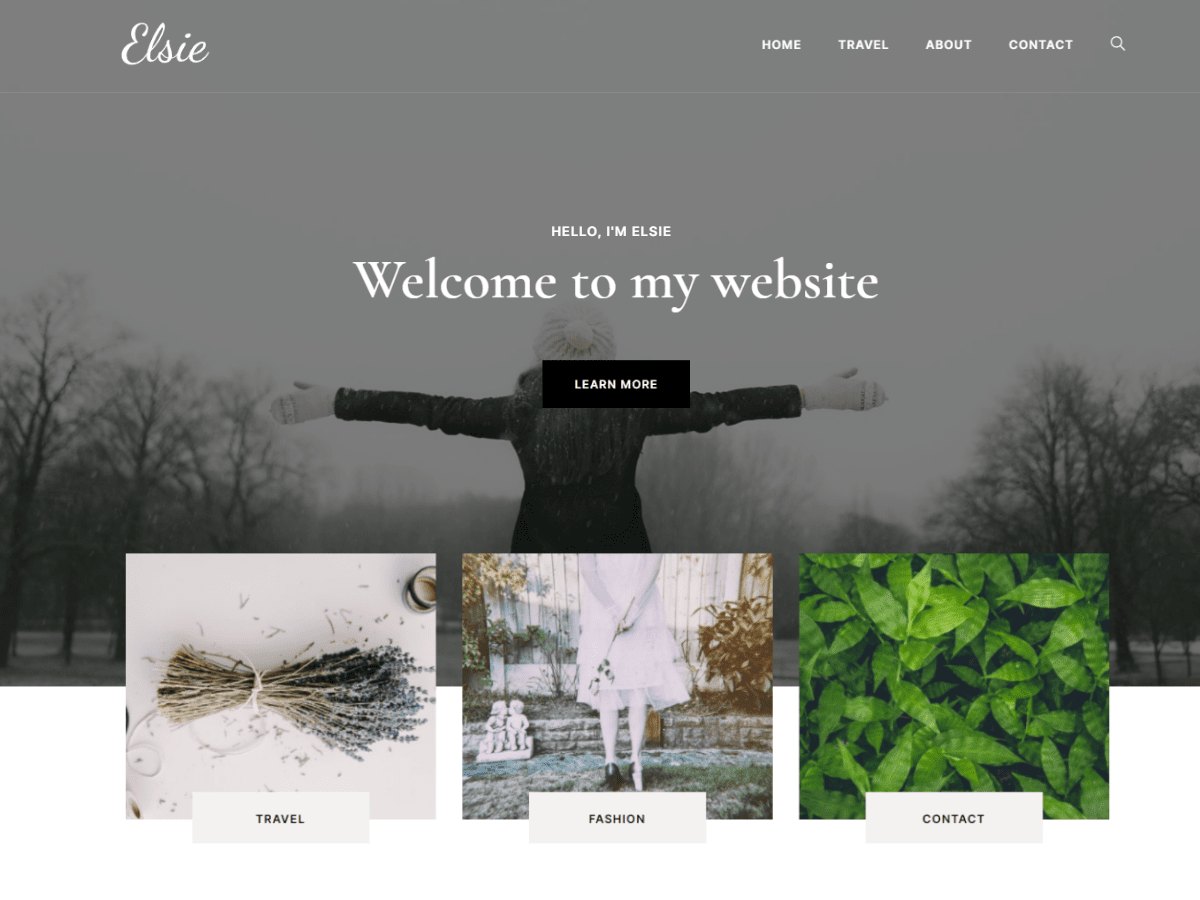 Elsie
HOME TRAVEL ABOUT CONTACT
HELLO, I'M ELSIE
Welcome to my website
LEARN MORE
TRAVEL FASHION CONTACT